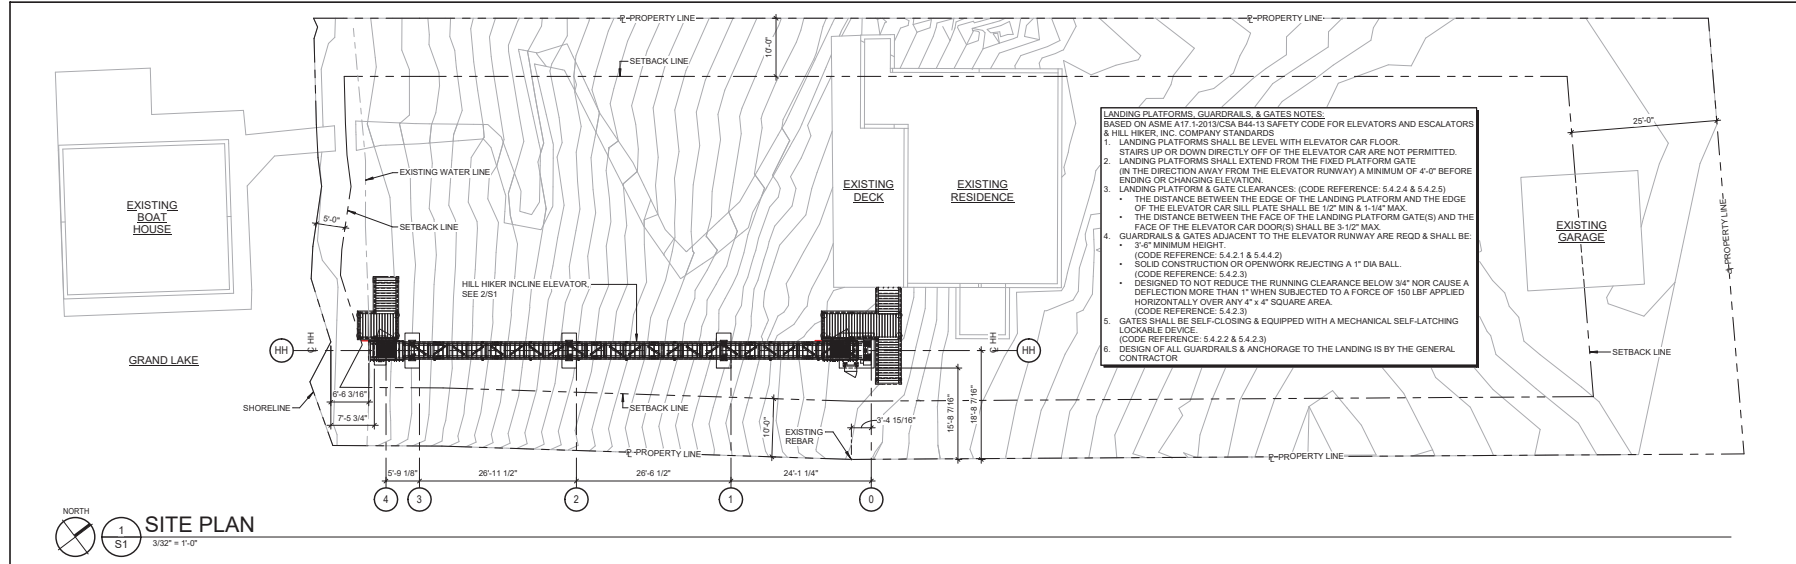 ℄ PROPERTY LINE
℄ PROPERTY LINE
10'-0"
SETBACK LINE
LANDING PLATFORMS, GUARDRAILS, & GATES NOTES:
BASED ON ASME A17.1-2013/CSA B44-13 SAFETY CODE FOR ELEVATORS AND ESCALATORS
& HILL HIKER, INC. COMPANY STANDARDS
1. LANDING PLATFORMS SHALL BE LEVEL WITH ELEVATOR CAR FLOOR.
STAIRS UP OR DOWN DIRECTLY OFF OF THE ELEVATOR CAR ARE NOT PERMITTED.
2. LANDING PLATFORMS SHALL EXTEND FROM THE FIXED PLATFORM GATE
(IN THE DIRECTION AWAY FROM THE ELEVATOR RUNWAY) A MINIMUM OF 4'-0" BEFORE
ENDING OR CHANGING ELEVATION.
3. LANDING PLATFORM & GATE CLEARANCES: (CODE REFERENCE: 5.4.2.4 & 5.4.2.5)
• THE DISTANCE BETWEEN THE EDGE OF THE LANDING PLATFORM AND THE EDGE
OF THE ELEVATOR CAR SILL PLATE SHALL BE 1/2" MIN & 1-1/4" MAX.
• THE DISTANCE BETWEEN THE FACE OF THE LANDING PLATFORM GATE(S) AND THE
FACE OF THE ELEVATOR CAR DOOR(S) SHALL BE 3-1/2" MAX.
4. GUARDRAILS & GATES ADJACENT TO THE ELEVATOR RUNWAY ARE REQD & SHALL BE:
• 3'-6" MINIMUM HEIGHT.
(CODE REFERENCE: 5.4.2.1 & 5.4.4.2)
• SOLID CONSTRUCTION OR OPENWORK REJECTING A 1" DIA BALL.
(CODE REFERENCE: 5.4.2.3)
• DESIGNED TO NOT REDUCE THE RUNNING CLEARANCE BELOW 3/4" NOR CAUSE A
DEFLECTION MORE THAN 1" WHEN SUBJECTED TO A FORCE OF 150 LBF APPLIED
HORIZONTALLY OVER ANY 4" x 4" SQUARE AREA.
(CODE REFERENCE: 5.4.2.3)
5. GATES SHALL BE SELF-CLOSING & EQUIPPED WITH A MECHANICAL SELF-LATCHING
LOCKABLE DEVICE.
(CODE REFERENCE: 5.4.2.2 & 5.4.2.3)
6. DESIGN OF ALL GUARDRAILS & ANCHORAGE TO THE LANDING IS BY THE GENERAL
CONTRACTOR
25'-0"
EXISTING WATER LINE
EXISTING
DECK
EXISTING
RESIDENCE
EXISTING
BOAT
HOUSE
5'-0"
SETBACK LINE
EXISTING
GARAGE
℄ PROPERTY LINE
HILL HIKER INCLINE ELEVATOR,
SEE 2/S1
HH
℄ HH
℄ HH
HH
GRAND LAKE
SETBACK LINE
6'-6 3/16"
SHORELINE
7'-5 3/4"
SETBACK LINE
10'-0"
EXISTING
REBAR
3'-4 15/16"
15'-8 7/16"
18'-8 7/16"
℄ PROPERTY LINE
℄ PROPERTY LINE
5'-9 1/8"
26'-11 1/2"
26'-6 1/2"
24'-1 1/4"
4
3
2
1
0
NORTH
1
S1
SITE PLAN
3/32" = 1'-0"